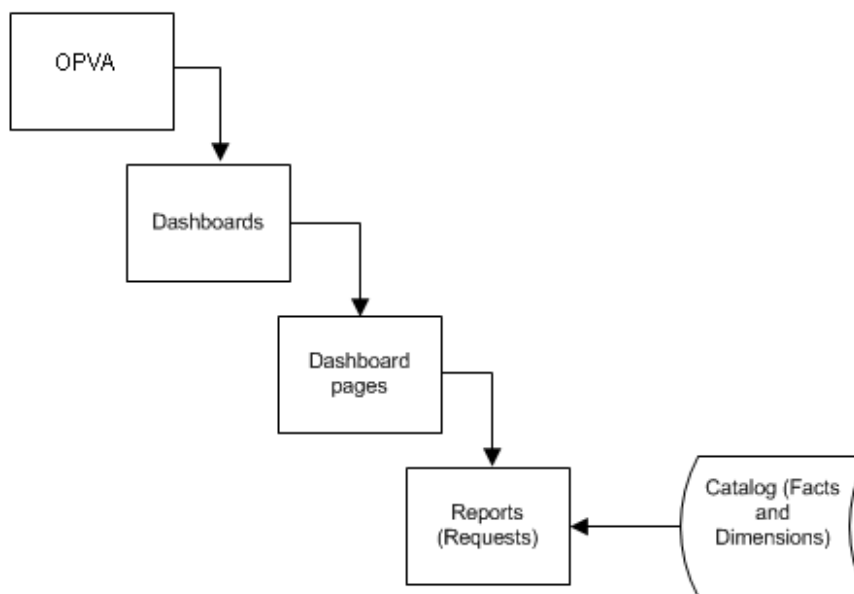 OPVA
Dashboards
Dashboard
pages
Reports
(Requests)
Catalog (Facts
and
Dimensions)